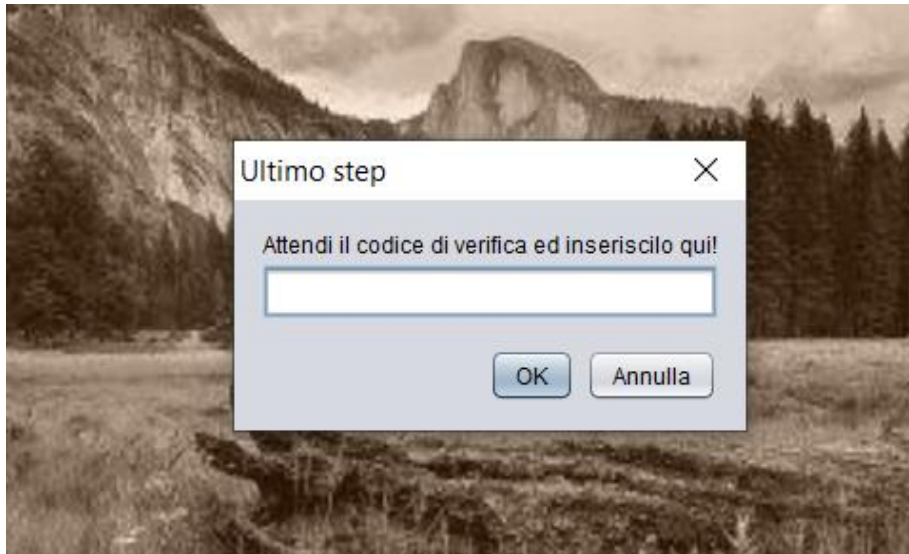 Ultimo step
Attendi il codice di verifica ed inseriscilo qui!
OK Annulla